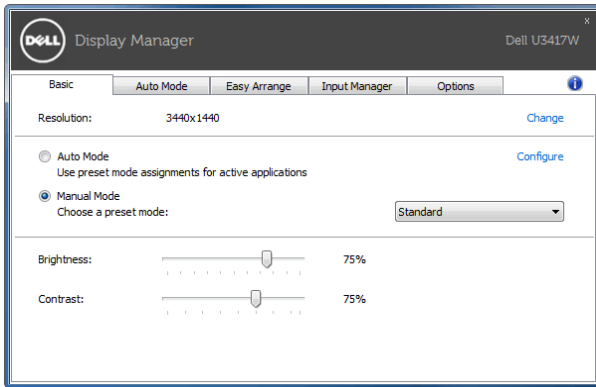 x
DELL Display Manager Dell U3417W
Basic Auto Mode Easy Arrange Input Manager Options i
Resolution: 3440x1440 Change
Auto Mode Configure
Use preset mode assignments for active applications
Manual Mode
Choose a preset mode: Standard
Brightness: 75%
Contrast: 75%